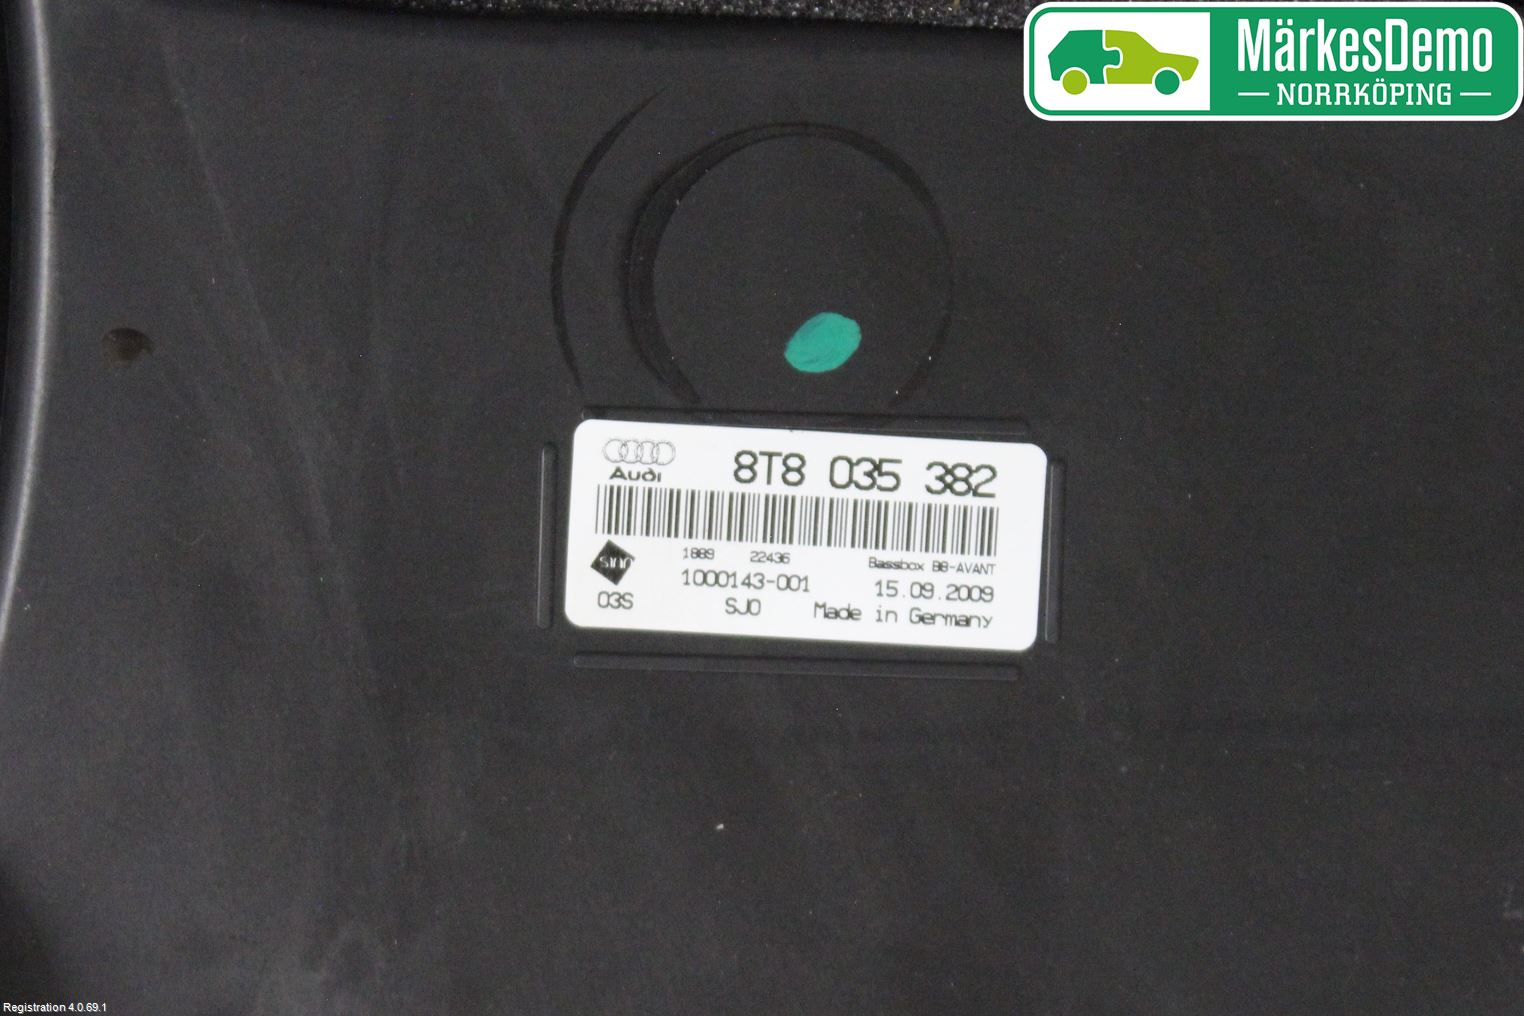 MärkesDemo
NORRKÖPING
Audi
8T8 035 382
1889 22436
Bassbox B8-AVANT
1000143-001
15.09.2009
03S
SJ0
Made in Germany
Registration 4.0.69.1